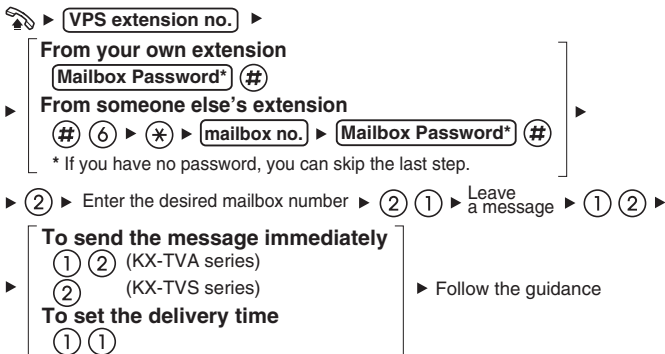 ▶ VPS extension no. ▶
From your own extension
Mailbox Password* #
From someone else's extension
# 6 ▶ * ▶ mailbox no. ▶ Mailbox Password* #
* If you have no password, you can skip the last step.
▶ 2 ▶ Enter the desired mailbox number ▶ 2 1 ▶ Leave a message ▶ 1 2 ▶
To send the message immediately
1 2 (KX-TVA series)
2 (KX-TVS series)
▶ Follow the guidance
To set the delivery time
1 1